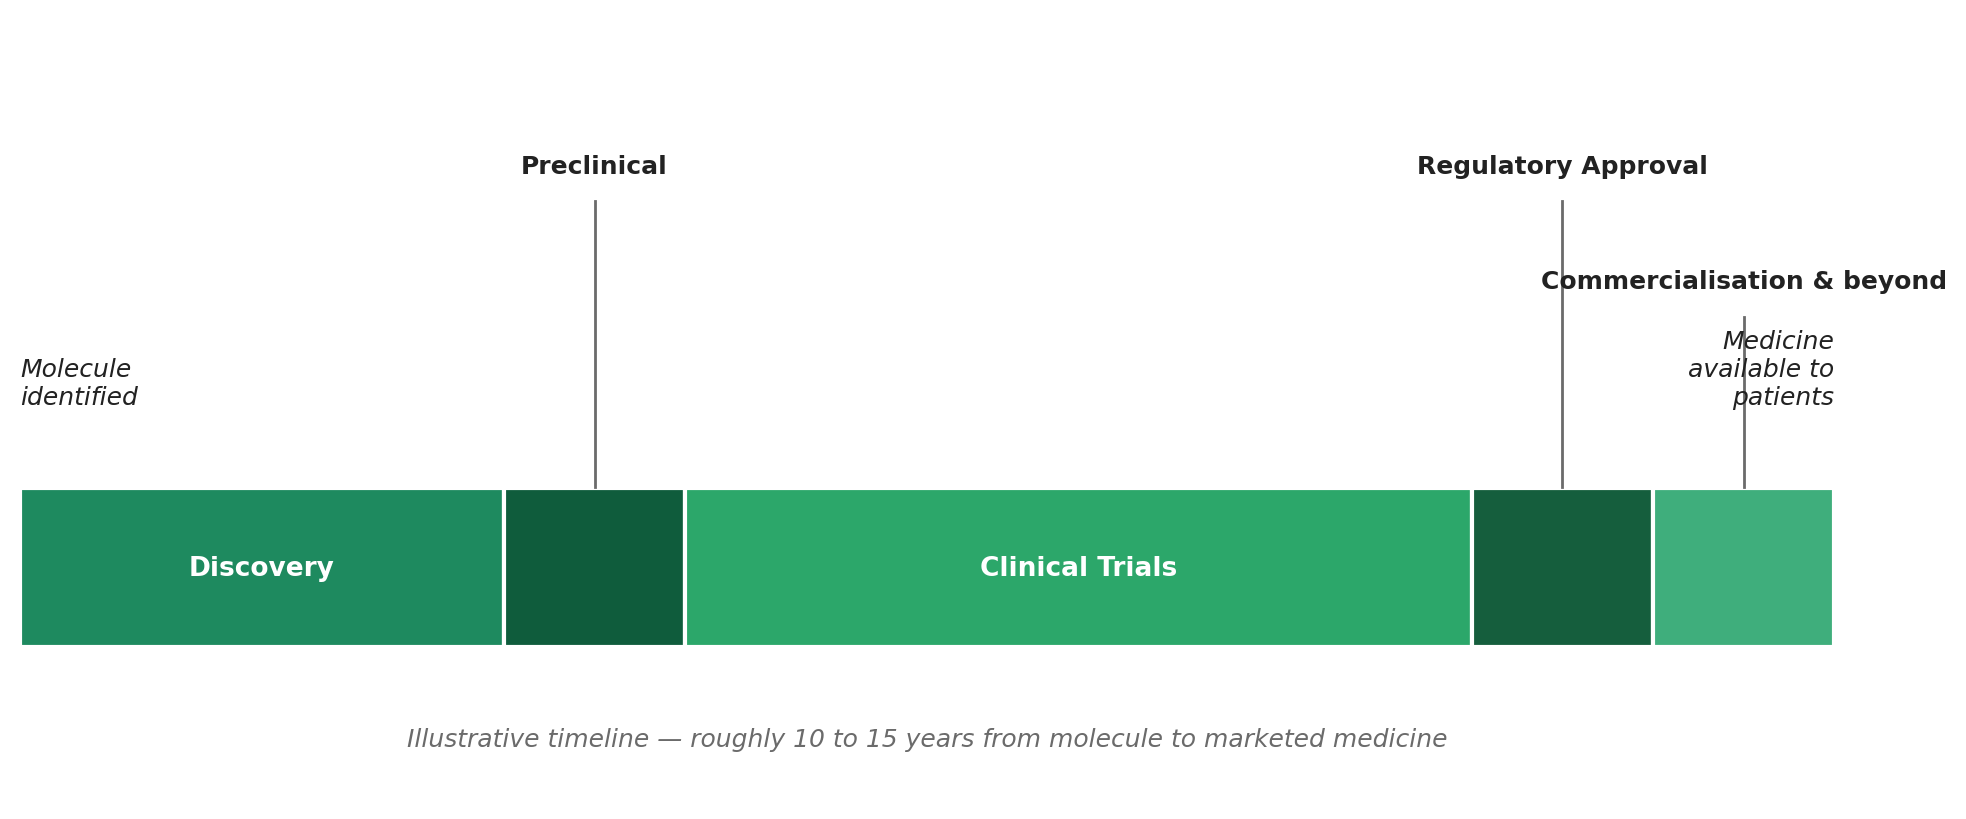 Preclinical
Regulatory Approval
Commercialisation & beyond
Molecule
identified
Medicine
available to
patients
Discovery
Clinical Trials
Illustrative timeline — roughly 10 to 15 years from molecule to marketed medicine